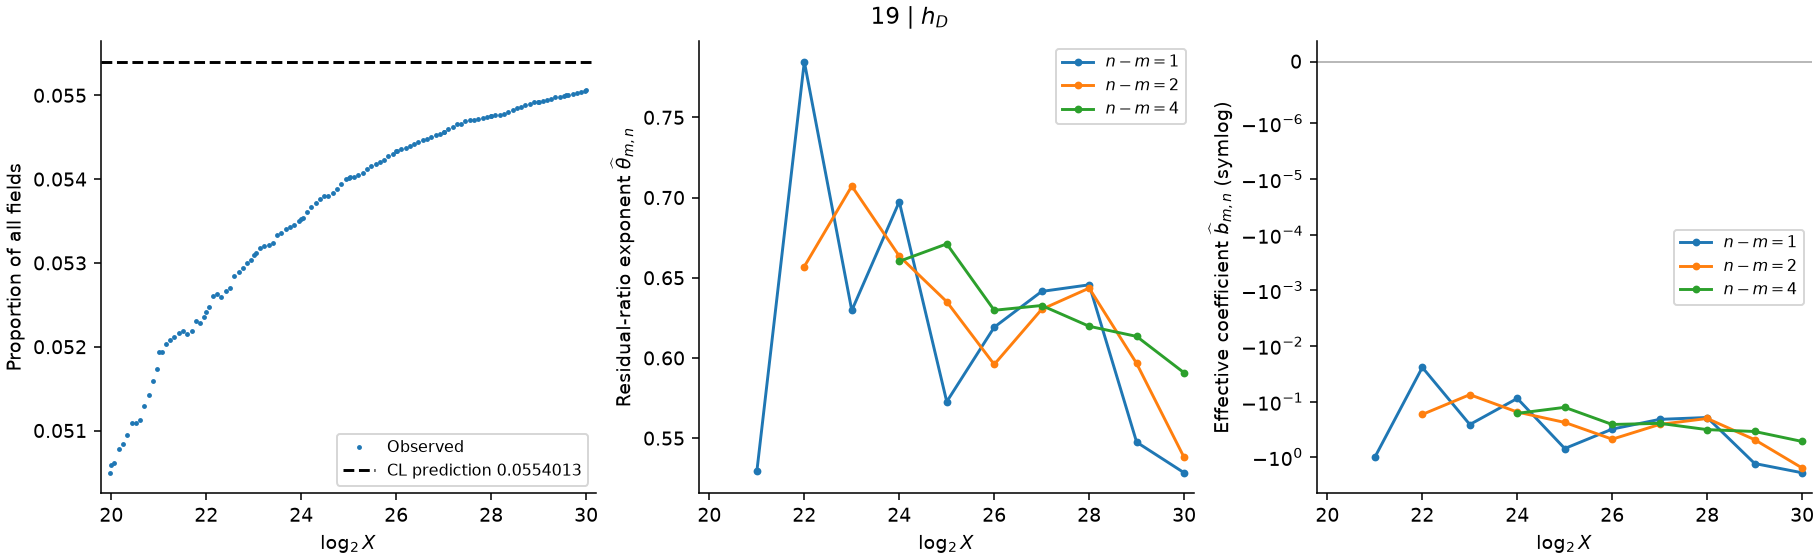 19 | h_D
Proportion of all fields
0.055
0.054
0.053
0.052
0.051
Observed
CL prediction 0.0554013
20 22 24 26 28 30
log₂ X
Residual-ratio exponent θ̂_{m,n}
0.75
0.70
0.65
0.60
0.55
n − m = 1
n − m = 2
n − m = 4
20 22 24 26 28 30
log₂ X
Effective coefficient b̂_{m,n} (symlog)
0
−10⁻⁶
−10⁻⁵
−10⁻⁴
−10⁻³
−10⁻²
−10⁻¹
−10⁰
n − m = 1
n − m = 2
n − m = 4
20 22 24 26 28 30
log₂ X